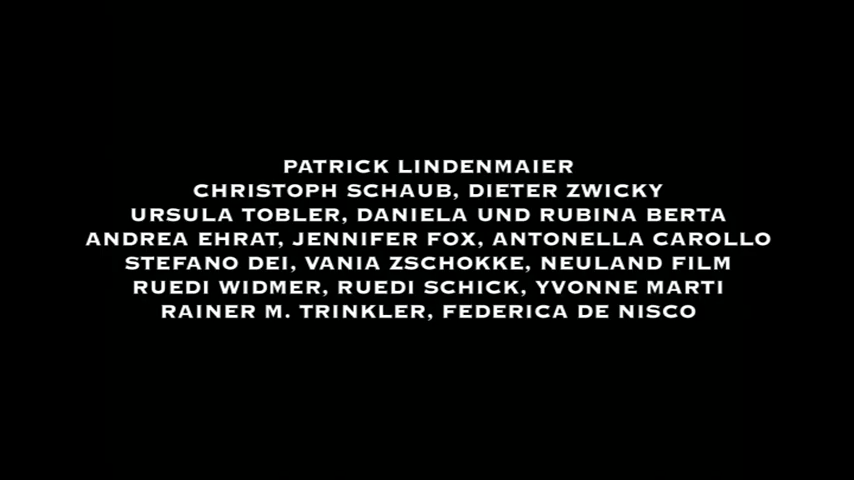 PATRICK LINDENMAIER
CHRISTOPH SCHAUB, DIETER ZWICKY
URSULA TOBLER, DANIELA UND RUBINA BERTA
ANDREA EHRAT, JENNIFER FOX, ANTONELLA CAROLLO
STEFANO DEI, VANIA ZSCHOKKE, NEULAND FILM
RUEDI WIDMER, RUEDI SCHICK, YVONNE MARTI
RAINER M. TRINKLER, FEDERICA DE NISCO